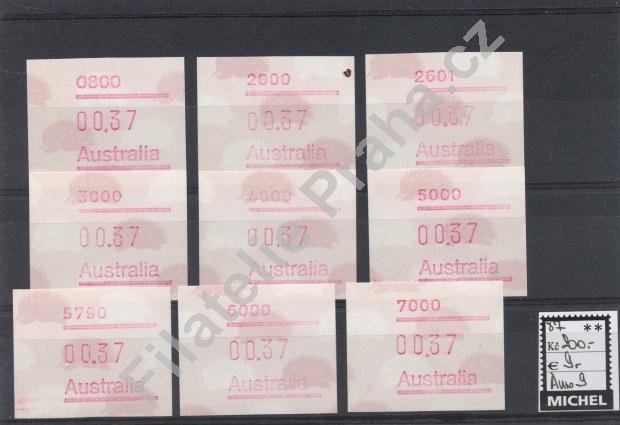 0800
00.37
Australia
2000
00.37
Australia
2601
00.37
Australia
3000
00.37
Australia
4000
00.37
Australia
5000
00.37
Australia
5790
00.37
Australia
6000
00.37
Australia
7000
00.37
Australia
87 **
Kč 200.-
€ 9.-
MICHEL
Filatelie Praha.cz